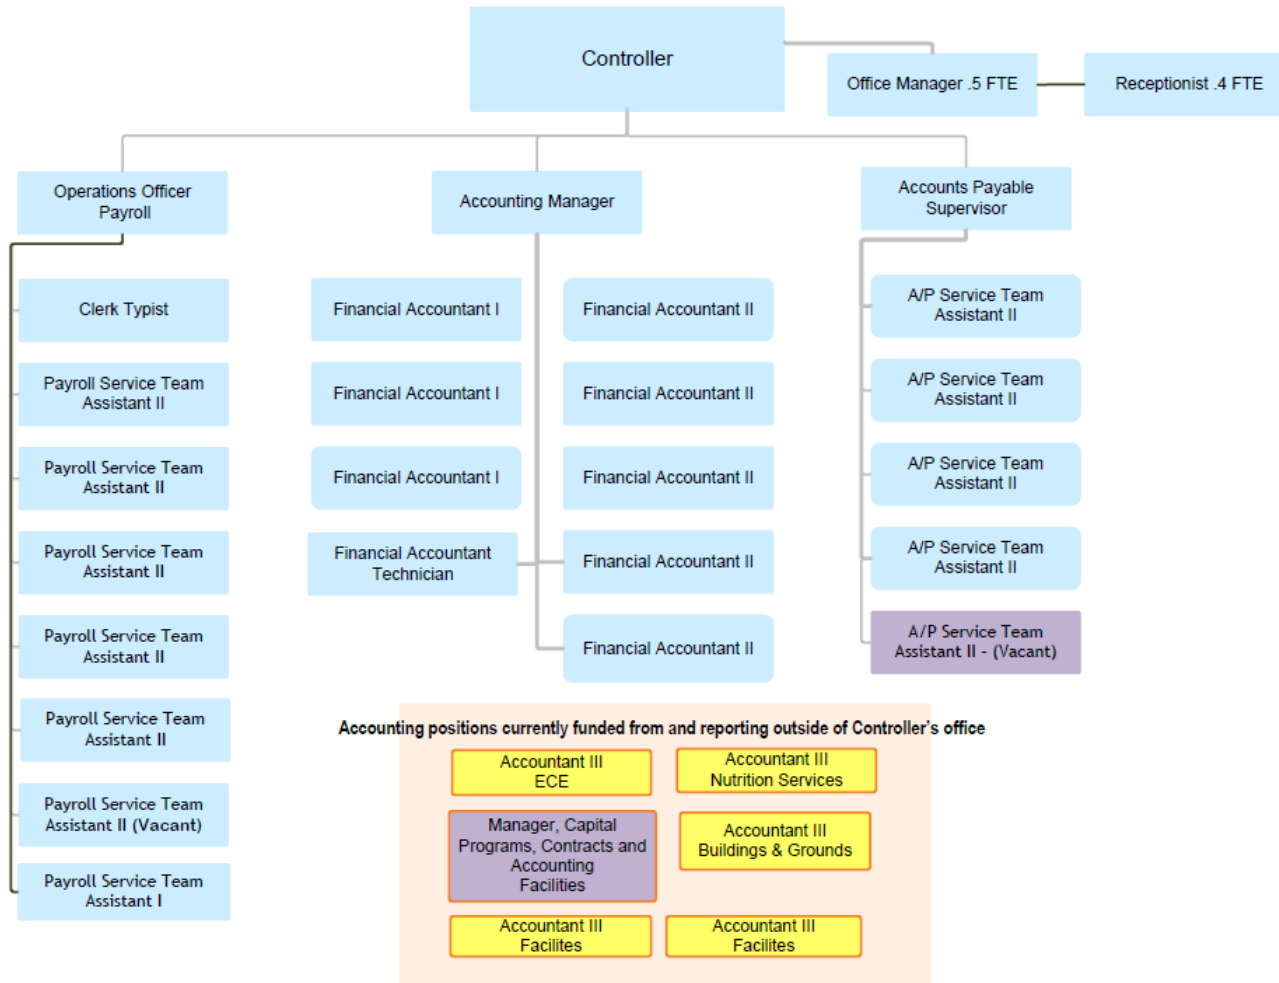 Controller
Office Manager .5 FTE
Receptionist .4 FTE
Operations Officer
Payroll
Accounting Manager
Accounts Payable
Supervisor
Clerk Typist
Payroll Service Team
Assistant II
Payroll Service Team
Assistant II
Payroll Service Team
Assistant II
Payroll Service Team
Assistant II
Payroll Service Team
Assistant II
Payroll Service Team
Assistant II (Vacant)
Payroll Service Team
Assistant I
Financial Accountant I
Financial Accountant I
Financial Accountant I
Financial Accountant
Technician
Financial Accountant II
Financial Accountant II
Financial Accountant II
Financial Accountant II
Financial Accountant II
A/P Service Team
Assistant II
A/P Service Team
Assistant II
A/P Service Team
Assistant II
A/P Service Team
Assistant II
A/P Service Team
Assistant II - (Vacant)
Accounting positions currently funded from and reporting outside of Controller's office
Accountant III
ECE
Accountant III
Nutrition Services
Manager, Capital
Programs, Contracts and
Accounting
Facilities
Accountant III
Buildings & Grounds
Accountant III
Facilites
Accountant III
Facilites